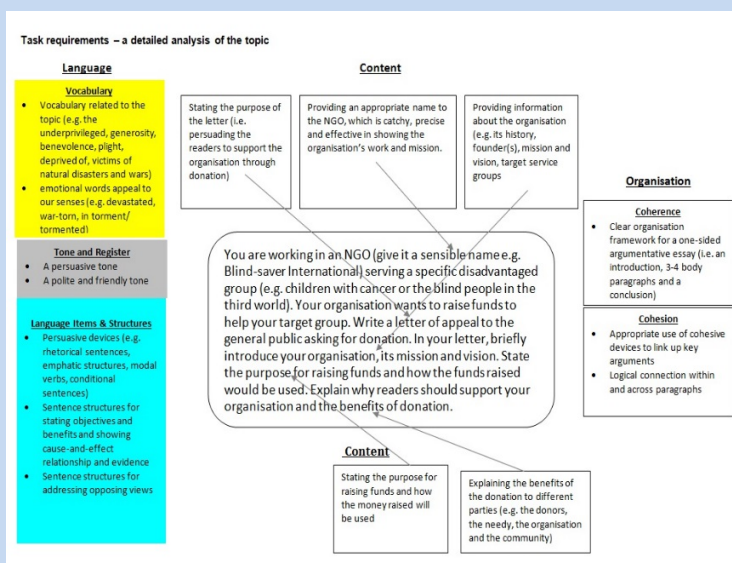 Task requirements – a detailed analysis of the topic
Language
Vocabulary
• Vocabulary related to the
topic (e.g. the
underprivileged, generosity,
benevolence, plight,
deprived of, victims of
natural disasters and wars)
• emotional words appeal to
our senses (e.g. devastated,
war-torn, in torment/
tormented)
Tone and Register
• A persuasive tone
• A polite and friendly tone
Language Items & Structures
• Persuasive devices (e.g.
rhetorical sentences,
emphatic structures, modal
verbs, conditional
sentences)
• Sentence structures for
stating objectives and
benefits and showing
cause-and-effect
relationship and evidence
• Sentence structures for
addressing opposing views
Content
Stating the purpose of
the letter (i.e.
persuading the
readers to support the
organisation through
donation)
Providing an appropriate name to
the NGO, which is catchy, precise
and effective in showing the
organisation's work and mission.
Providing information
about the organisation
(e.g. its history,
founder(s), mission and
vision, target service
groups
You are working in an NGO (give it a sensible name e.g.
Blind-saver International) serving a specific disadvantaged
group (e.g. children with cancer or the blind people in the
third world). Your organisation wants to raise funds to
help your target group. Write a letter of appeal to the
general public asking for donation. In your letter, briefly
introduce your organisation, its mission and vision. State
the purpose for raising funds and how the funds raised
would be used. Explain why readers should support your
organisation and the benefits of donation.
Content
Stating the purpose for
raising funds and how
the money raised will
be used
Explaining the benefits of
the donation to different
parties (e.g. the donors,
the needy, the organisation
and the community)
Organisation
Coherence
• Clear organisation
framework for a one-sided
argumentative essay (i.e. an
introduction, 3-4 body
paragraphs and a
conclusion)
Cohesion
• Appropriate use of cohesive
devices to link up key
arguments
• Logical connection within
and across paragraphs